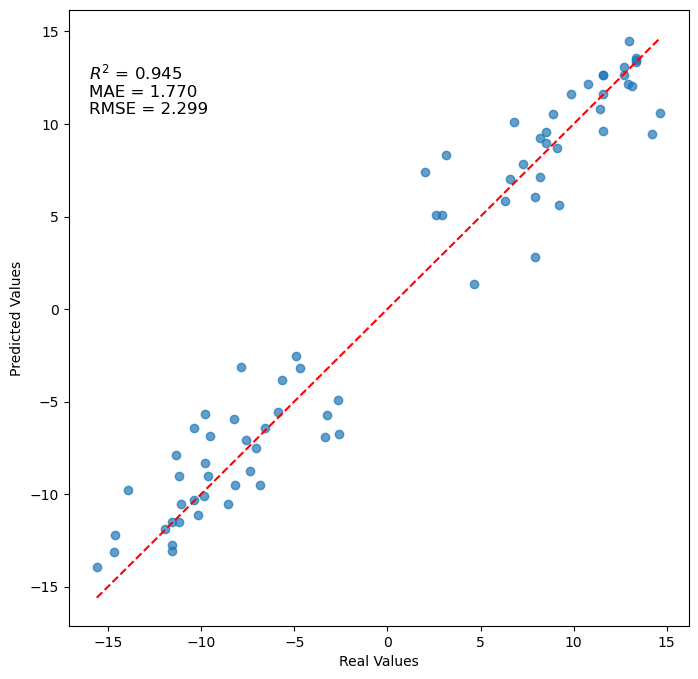 R² = 0.945
MAE = 1.770
RMSE = 2.299
15
10
5
0
−5
−10
−15
Predicted Values
−15 −10 −5 0 5 10 15
Real Values